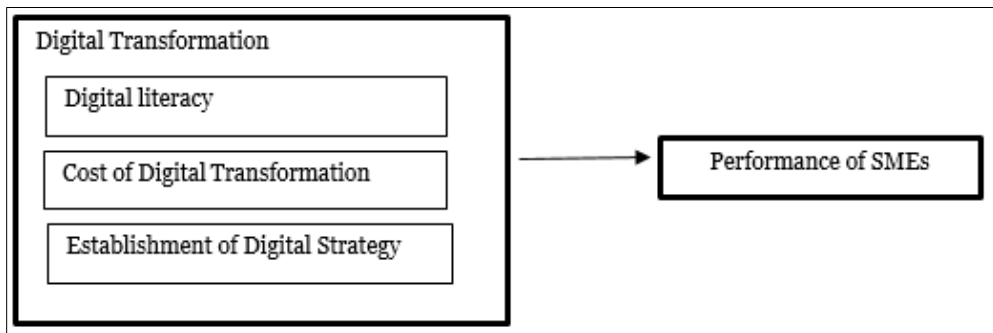 Digital Transformation
Digital literacy
Cost of Digital Transformation
Establishment of Digital Strategy
Performance of SMEs